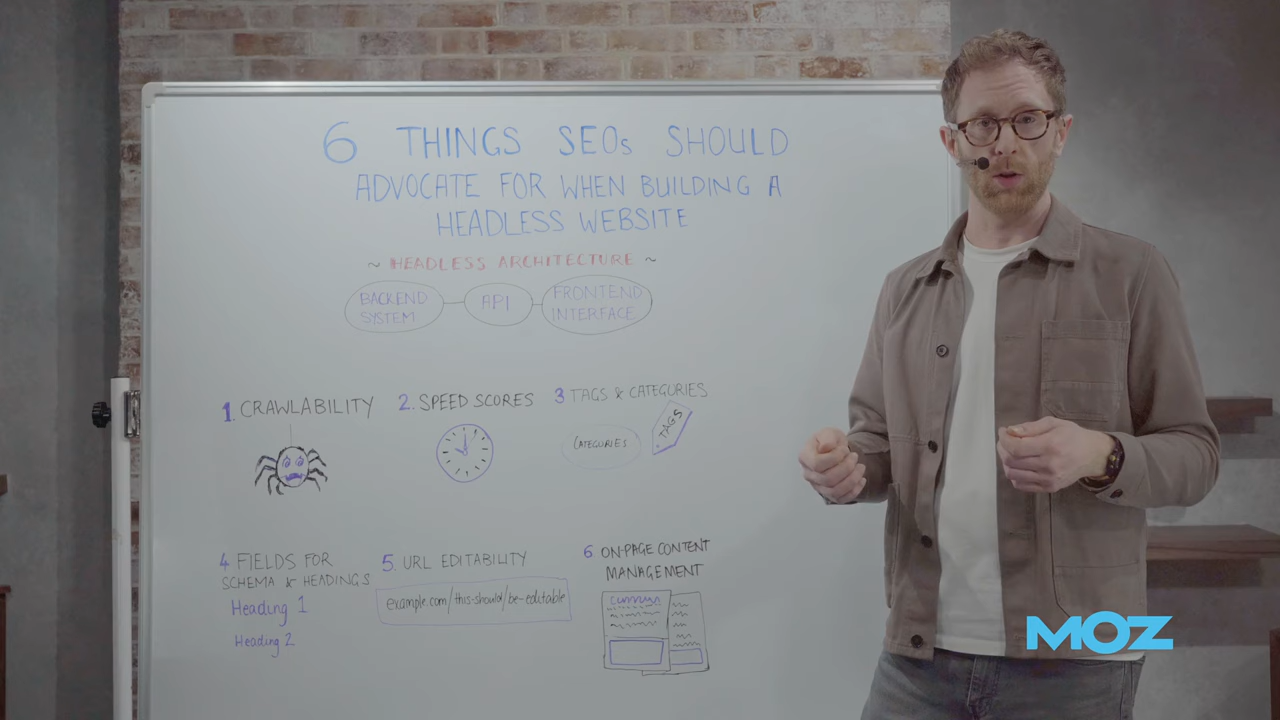 6 THINGS SEOs SHOULD
ADVOCATE FOR WHEN BUILDING A
HEADLESS WEBSITE
~ HEADLESS ARCHITECTURE ~
BACKEND
SYSTEM
API
FRONTEND
INTERFACE
1. CRAWLABILITY
2. SPEED SCORES
3 TAGS & CATEGORIES
CATEGORIES
TAGS
4 FIELDS FOR
SCHEMA & HEADINGS
Heading 1
Heading 2
5. URL EDITABILITY
example.com/this-should/be-editable
6 ON-PAGE CONTENT
MANAGEMENT
MOZ